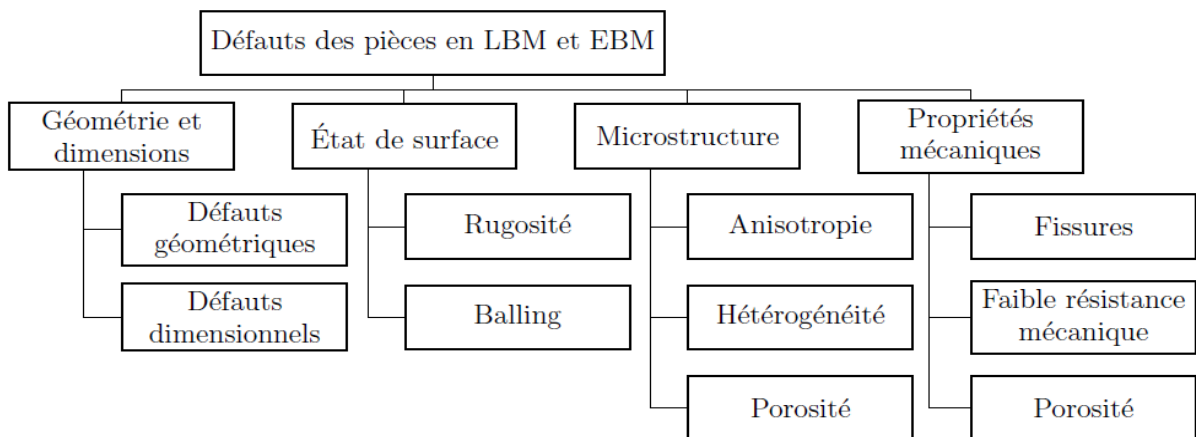 Défauts des pièces en LBM et EBM
Géométrie et
dimensions
État de surface
Microstructure
Propriétés
mécaniques
Défauts
géométriques
Rugosité
Anisotropie
Fissures
Défauts
dimensionnels
Balling
Hétérogénéité
Faible résistance
mécanique
Porosité
Porosité